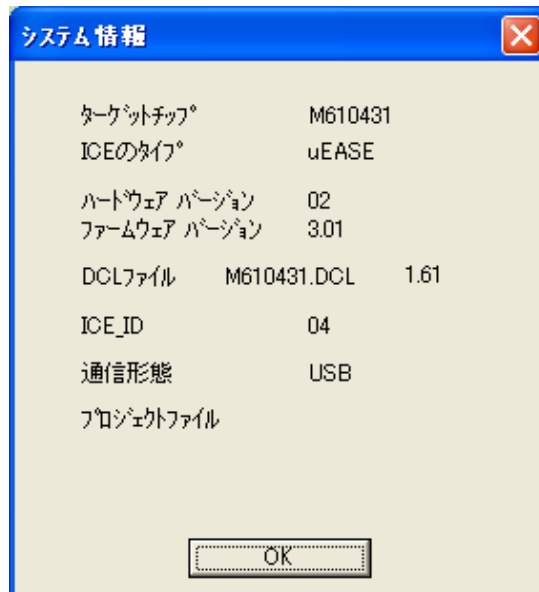 システム情報
ﾀｰｹﾞｯﾄﾁｯﾌﾟ M610431
ICEのﾀｲﾌﾟ uEASE
ﾊｰﾄﾞｳｪｱ ﾊﾞｰｼﾞｮﾝ 02
ﾌｧｰﾑｳｪｱ ﾊﾞｰｼﾞｮﾝ 3.01
DCLﾌｧｲﾙ M610431.DCL 1.61
ICE_ID 04
通信形態 USB
ﾌﾟﾛｼﾞｪｸﾄﾌｧｲﾙ
OK